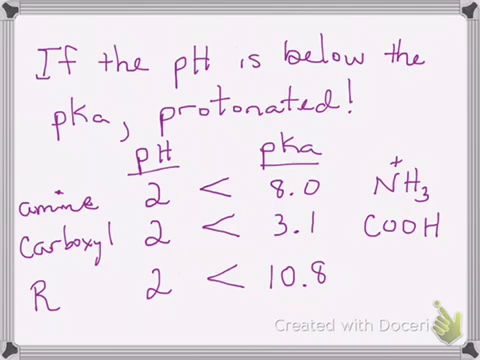 If the pH is below the
pka, protonated!
pH pka
amine 2 < 8.0 NH₃⁺
Carboxyl 2 < 3.1 COOH
R 2 < 10.8
Created with Doceri